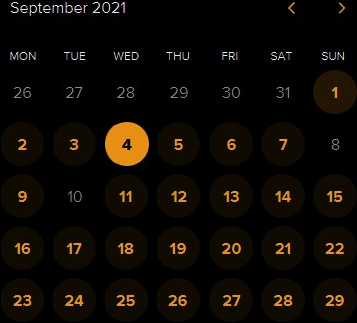 September 2021
MON TUE WED THU FRI SAT SUN
26 27 28 29 30 31 1
2 3 4 5 6 7 8
9 10 11 12 13 14 15
16 17 18 19 20 21 22
23 24 25 26 27 28 29